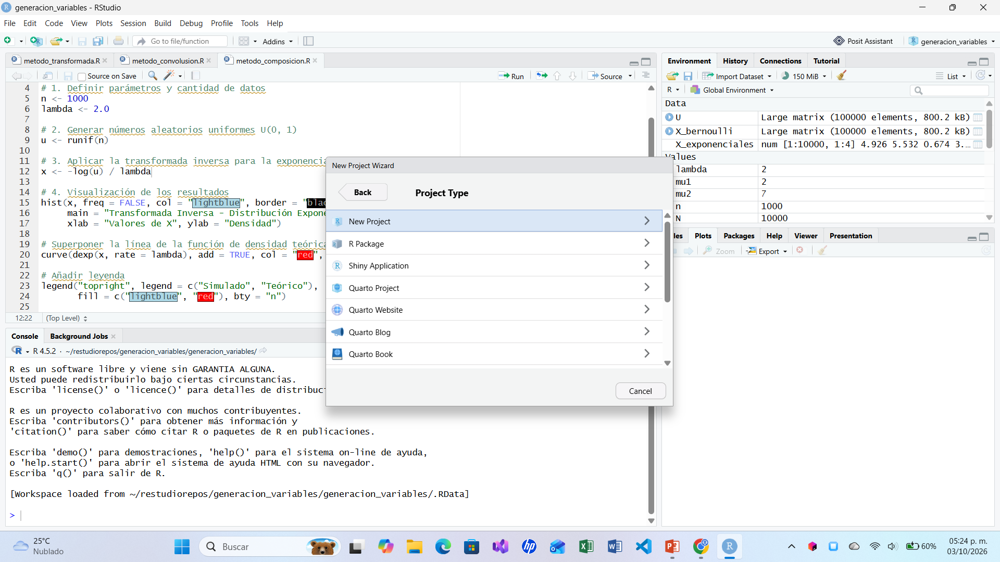 generacion_variables - RStudio
File Edit Code View Plots Session Build Debug Profile Tools Help
Go to file/function Addins Posit Assistant generacion_variables
metodo_transformada.R metodo_convolusion.R metodo_composicion.R
Source on Save Run Source
4 # 1. Definir parámetros y cantidad de datos
5 n <- 1000
6 lambda <- 2.0
7
8 # 2. Generar números aleatorios uniformes U(0, 1)
9 u <- runif(n)
10
11 # 3. Aplicar la transformada inversa para la exponencia
12 x <- -log(u) / lambda
13
14 # 4. Visualización de los resultados
15 hist(x, freq = FALSE, col = "lightblue", border = "blac
16 main = "Transformada Inversa - Distribución Expone
17 xlab = "Valores de X", ylab = "Densidad")
18
19 # Superponer la línea de la función de densidad teórica
20 curve(dexp(x, rate = lambda), add = TRUE, col = "red",
21
22 # Añadir leyenda
23 legend("topright", legend = c("Simulado", "Teórico"),
24 fill = c("lightblue", "red"), bty = "n")
25
12:22 (Top Level)
Console Background Jobs
R 4.5.2 · ~/restudiorepos/generacion_variables/generacion_variables/
R es un software libre y viene sin GARANTIA ALGUNA.
Usted puede redistribuirlo bajo ciertas circunstancias.
Escriba 'license()' o 'licence()' para detalles de distribuc
R es un proyecto colaborativo con muchos contribuyentes.
Escriba 'contributors()' para obtener más información y
'citation()' para saber cómo citar R o paquetes de R en publicaciones.
Escriba 'demo()' para demostraciones, 'help()' para el sistema on-line de ayuda,
o 'help.start()' para abrir el sistema de ayuda HTML con su navegador.
Escriba 'q()' para salir de R.
[Workspace loaded from ~/restudiorepos/generacion_variables/generacion_variables/.RData]
>
New Project Wizard
Back Project Type
New Project
R Package
Shiny Application
Quarto Project
Quarto Website
Quarto Blog
Quarto Book
Cancel
Environment History Connections Tutorial
Import Dataset 150 MiB List
R Global Environment
Data
U Large matrix (100000 elements, 800.2 kB)
X_bernoulli Large matrix (100000 elements, 800.2 kB)
X_exponenciales num [1:10000, 1:4] 4.926 5.532 0.674 3.…
Values
lambda 2
mu1 2
mu2 7
n 1000
N 10000
les Plots Packages Help Viewer Presentation
Zoom Export
25°C
Nublado
Buscar
60%
05:24 p. m.
03/10/2026